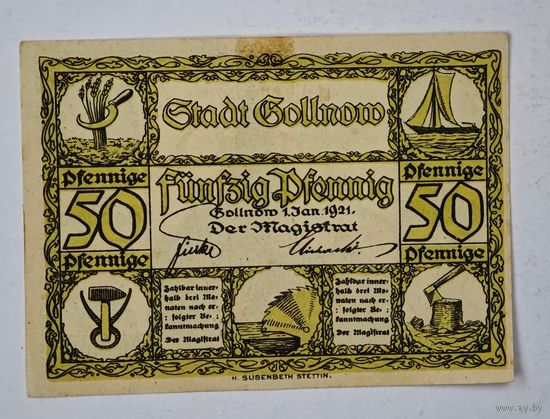 Stadt Gollnow
Pfennige
50
Pfennige
Pfennige
50
Pfennige
fünfzig Pfennig
Gollnow 1. Jan. 1921.
Der Magistrat
Zahlbar inner-
halb drei Mo-
naten nach er-
folgter Be-
kanntmachung
Der Magistrat
Zahlbar inner-
halb drei Mo-
naten nach er-
folgter Be-
kanntmachung
Der Magistrat
H. SUSENBETH STETTIN.
www.ay.by